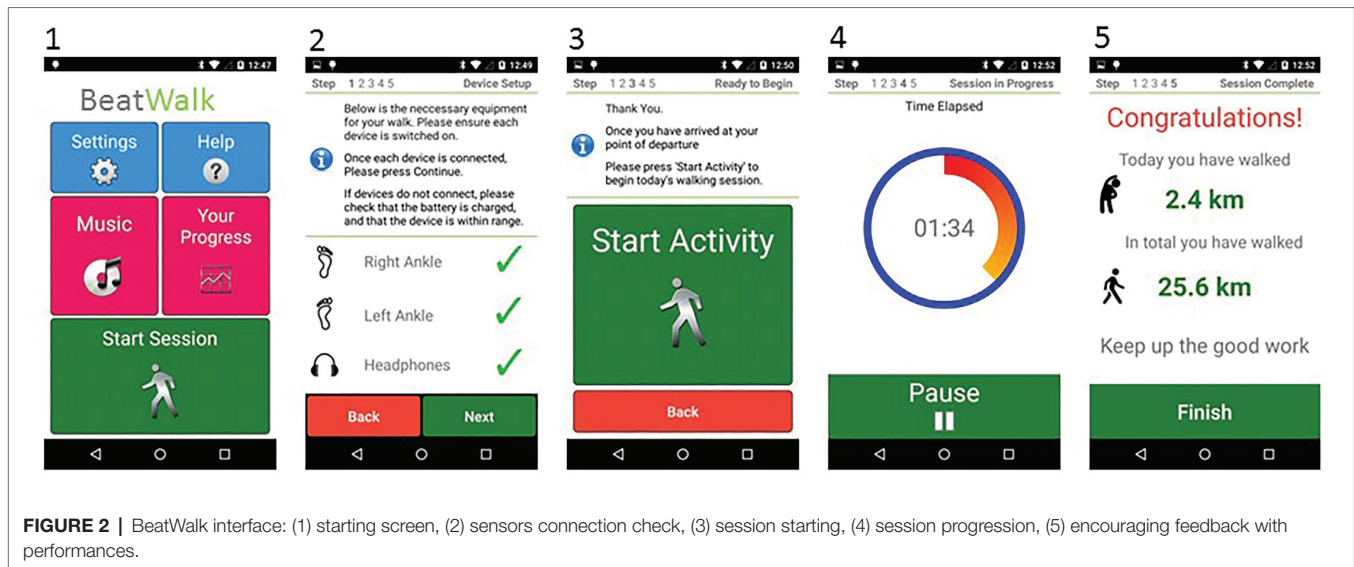 1
12:47
BeatWalk
Settings
Help
?
Music
Your
Progress
Start Session
2
12:49
Step 1 2 3 4 5 Device Setup
Below is the neccessary equipment
for your walk. Please ensure each
device is switched on.
i
Once each device is connected,
Please press Continue.
If devices do not connect, please
check that the battery is charged,
and that the device is within range.
Right Ankle
Left Ankle
Headphones
Back
Next
3
12:50
Step 1 2 3 4 5 Ready to Begin
Thank You.
i
Once you have arrived at your
point of departure
Please press 'Start Activity' to
begin today's walking session.
Start Activity
Back
4
12:52
Step 1 2 3 4 5 Session in Progress
Time Elapsed
01:34
Pause
5
12:52
Step 1 2 3 4 5 Session Complete
Congratulations!
Today you have walked
2.4 km
In total you have walked
25.6 km
Keep up the good work
Finish
FIGURE 2 | BeatWalk interface: (1) starting screen, (2) sensors connection check, (3) session starting, (4) session progression, (5) encouraging feedback with
performances.